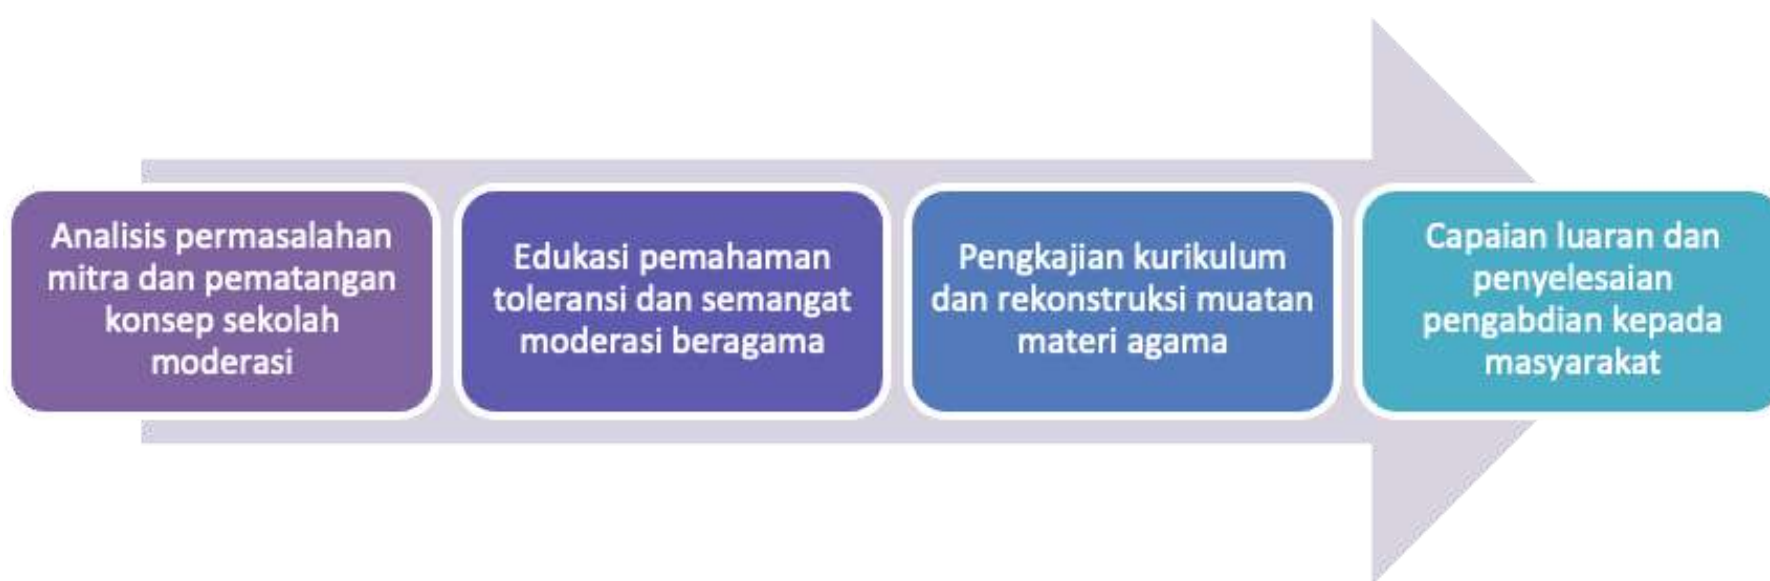 Analisis permasalahan
mitra dan pematangan
konsep sekolah
moderasi
Edukasi pemahaman
toleransi dan semangat
moderasi beragama
Pengkajian kurikulum
dan rekonstruksi muatan
materi agama
Capaian luaran dan
penyelesaian
pengabdian kepada
masyarakat